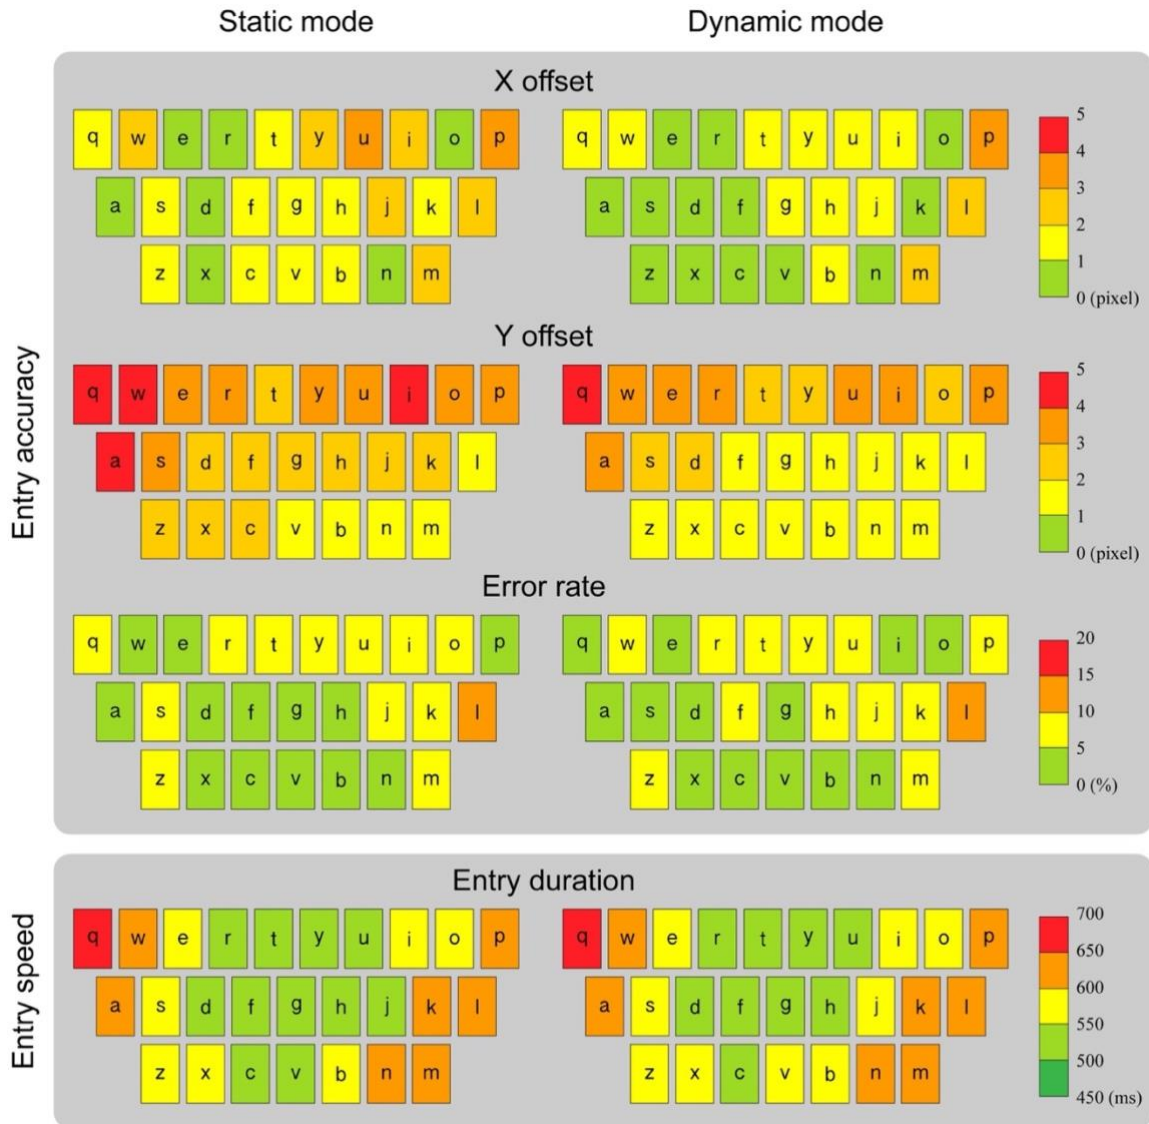 Static mode Dynamic mode
X offset
q w e r t y u i o p q w e r t y u i o p
a s d f g h j k l a s d f g h j k l
z x c v b n m z x c v b n m
5
4
3
2
1
0 (pixel)
Entry accuracy
Y offset
q w e r t y u i o p q w e r t y u i o p
a s d f g h j k l a s d f g h j k l
z x c v b n m z x c v b n m
5
4
3
2
1
0 (pixel)
Error rate
q w e r t y u i o p q w e r t y u i o p
a s d f g h j k l a s d f g h j k l
z x c v b n m z x c v b n m
20
15
10
5
0 (%)
Entry speed
Entry duration
q w e r t y u i o p q w e r t y u i o p
a s d f g h j k l a s d f g h j k l
z x c v b n m z x c v b n m
700
650
600
550
500
450 (ms)